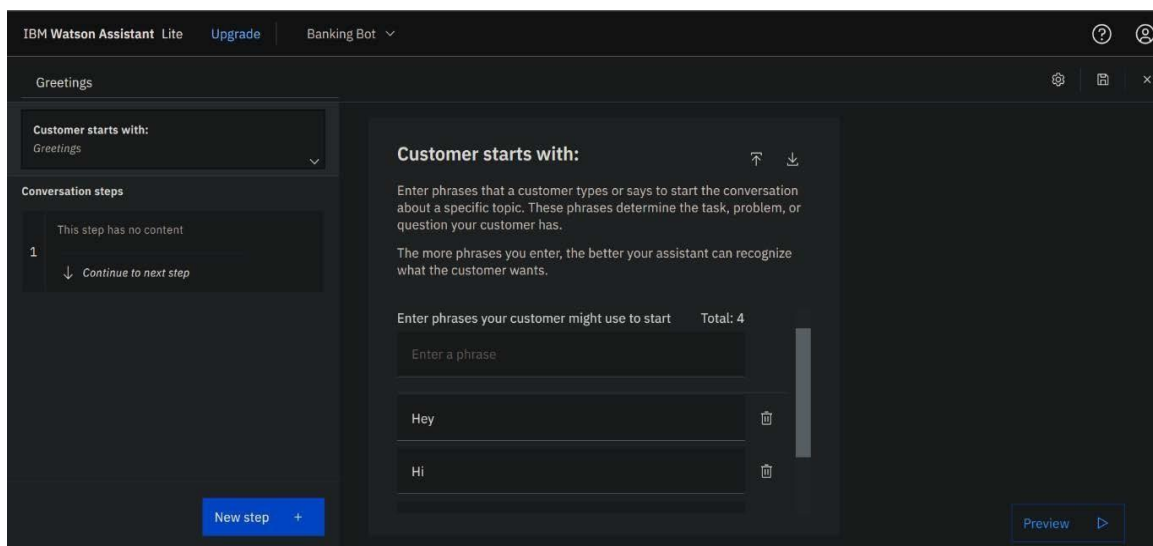 IBM Watson Assistant Lite Upgrade Banking Bot
Greetings
Customer starts with:
Greetings
Conversation steps
1
This step has no content
Continue to next step
New step +
Customer starts with:
Enter phrases that a customer types or says to start the conversation
about a specific topic. These phrases determine the task, problem, or
question your customer has.
The more phrases you enter, the better your assistant can recognize
what the customer wants.
Enter phrases your customer might use to start Total: 4
Enter a phrase
Hey
Hi
Preview